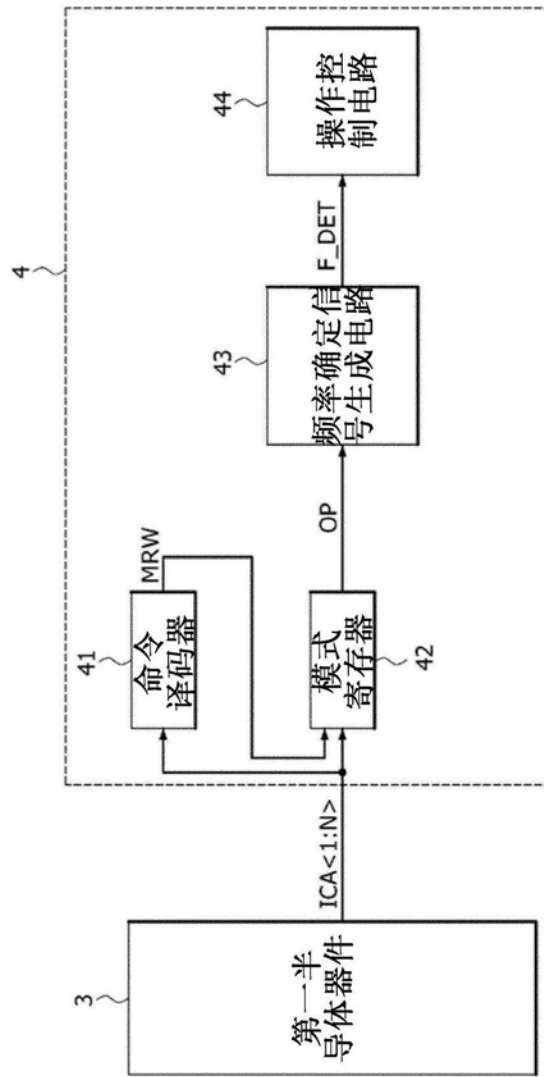 3
第一半
导体器件
ICA<1:N>
4
41
命令
译码器
MRW
模式
寄存器
42
OP
43
频率确定信
号生成电路
F_DET
44
操作控
制电路